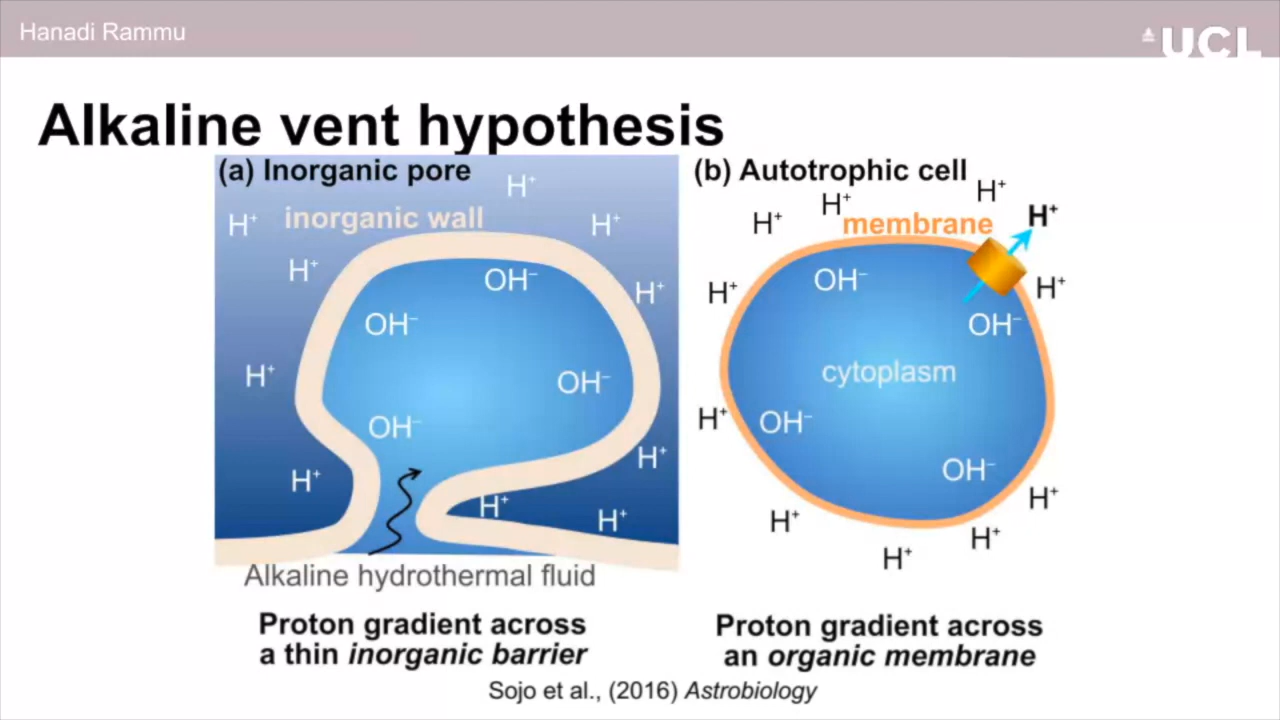 Hanadi Rammu
UCL
Alkaline vent hypothesis
(a) Inorganic pore
H⁺
H⁺
inorganic wall
H⁺
H⁺
OH⁻
H⁺
OH⁻
H⁺
OH⁻
OH⁻
H⁺
H⁺
H⁺
H⁺
Alkaline hydrothermal fluid
Proton gradient across
a thin inorganic barrier
(b) Autotrophic cell
H⁺
H⁺
H⁺
H⁺
membrane
OH⁻
H⁺
H⁺
OH⁻
cytoplasm
H⁺
OH⁻
OH⁻
H⁺
H⁺
H⁺
H⁺
Proton gradient across
an organic membrane
Sojo et al., (2016) Astrobiology